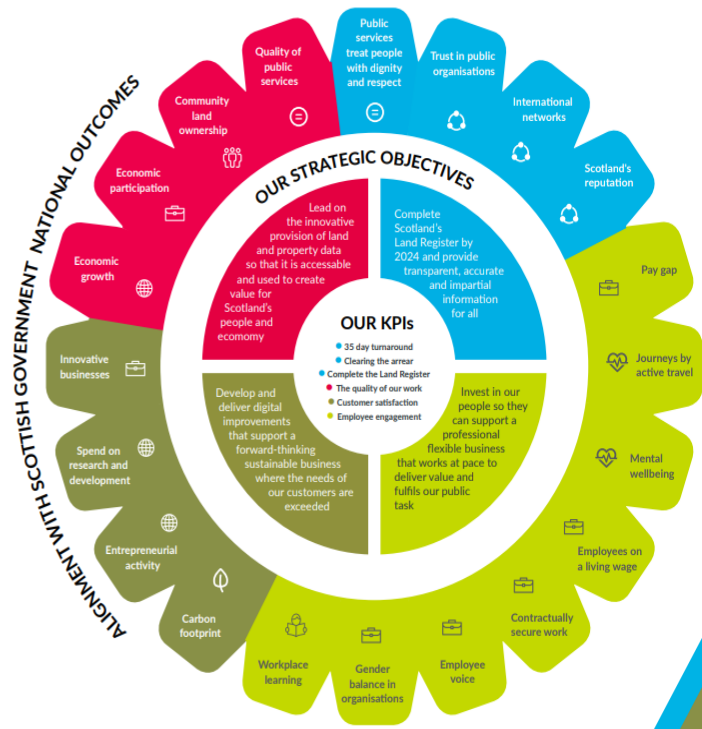 ALIGNMENT WITH SCOTTISH GOVERNMENT NATIONAL OUTCOMES
Economic
growth
Economic
participation
Community
land
ownership
Quality of
public
services
Public
services
treat people
with dignity
and respect
Trust in public
organisations
International
networks
Scotland's
reputation
Pay gap
Journeys by
active travel
Mental
wellbeing
Employees on
a living wage
Contractually
secure work
Employee
voice
Gender
balance in
organisations
Workplace
learning
Carbon
footprint
Entrepreneurial
activity
Spend on
research and
development
Innovative
businesses
OUR STRATEGIC OBJECTIVES
Lead on
the innovative
provision of land
and property data
so that it is accessable
and used to create
value for
Scotland's
people and
economy
Complete
Scotland's
Land Register by
2024 and provide
transparent, accurate
and impartial
information
for all
OUR KPIs
35 day turnaround
Clearing the arrear
Complete the Land Register
The quality of our work
Customer satisfaction
Employee engagement
Develop and
deliver digital
improvements
that support a
forward-thinking
sustainable business
where the needs of
our customers are
exceeded
Invest in our
people so they
can support a
professional
flexible business
that works at pace to
deliver value and
fulfils our public
task